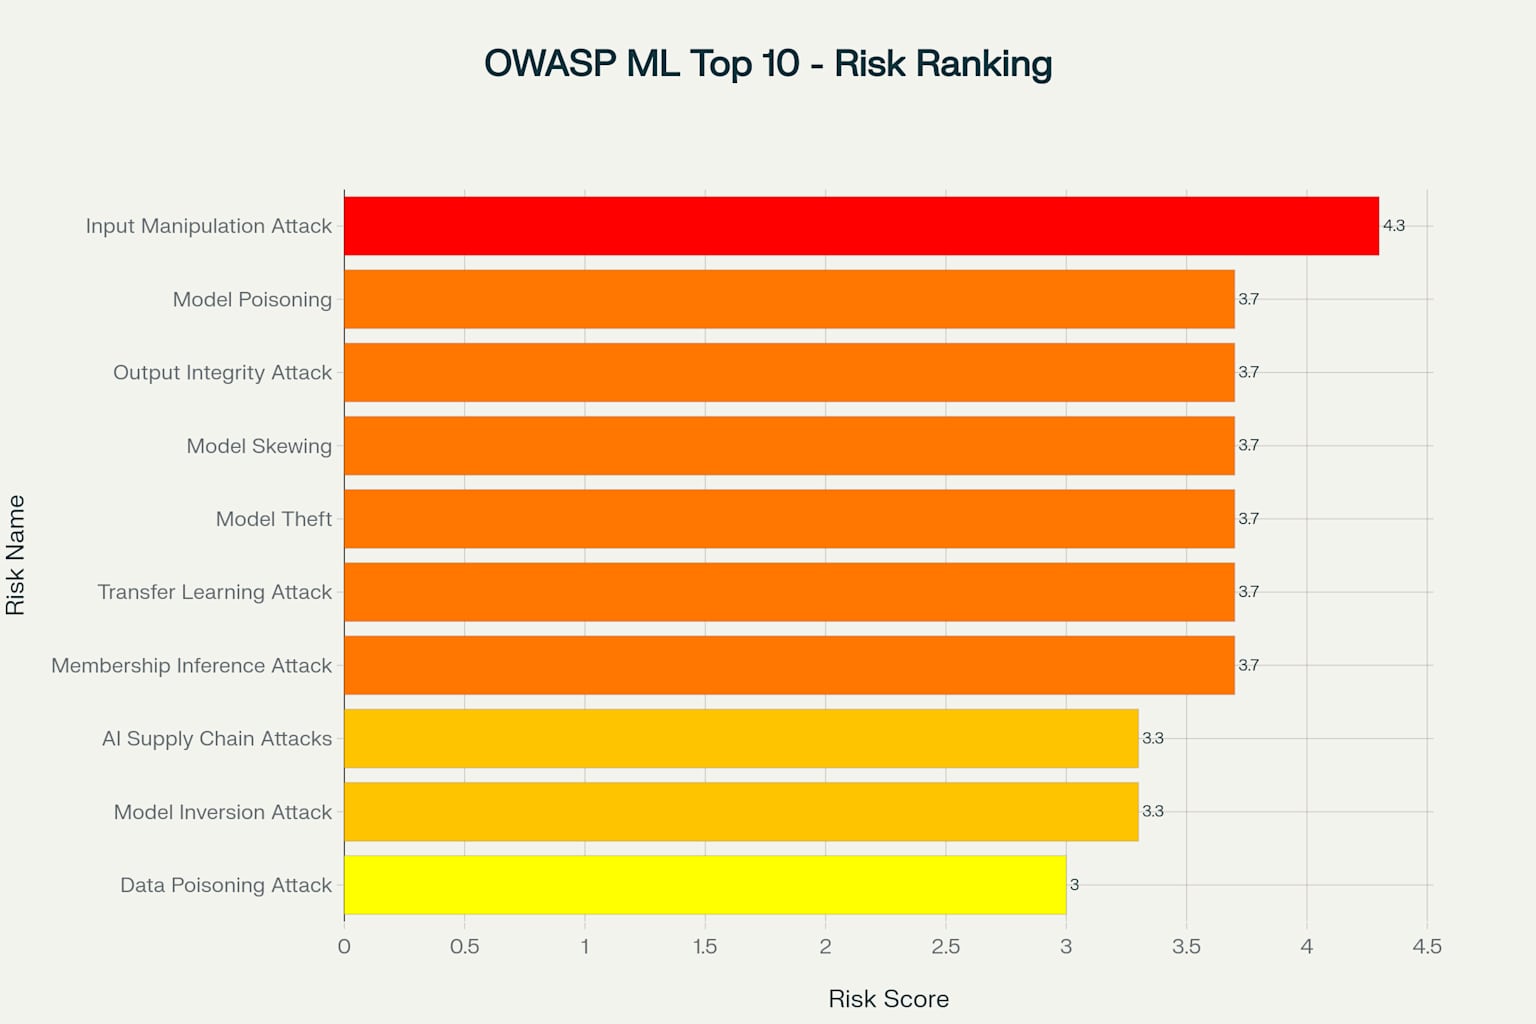 OWASP ML Top 10 - Risk Ranking
Risk Name
Input Manipulation Attack 4.3
Model Poisoning 3.7
Output Integrity Attack 3.7
Model Skewing 3.7
Model Theft 3.7
Transfer Learning Attack 3.7
Membership Inference Attack 3.7
AI Supply Chain Attacks 3.3
Model Inversion Attack 3.3
Data Poisoning Attack 3
0 0.5 1 1.5 2 2.5 3 3.5 4 4.5
Risk Score